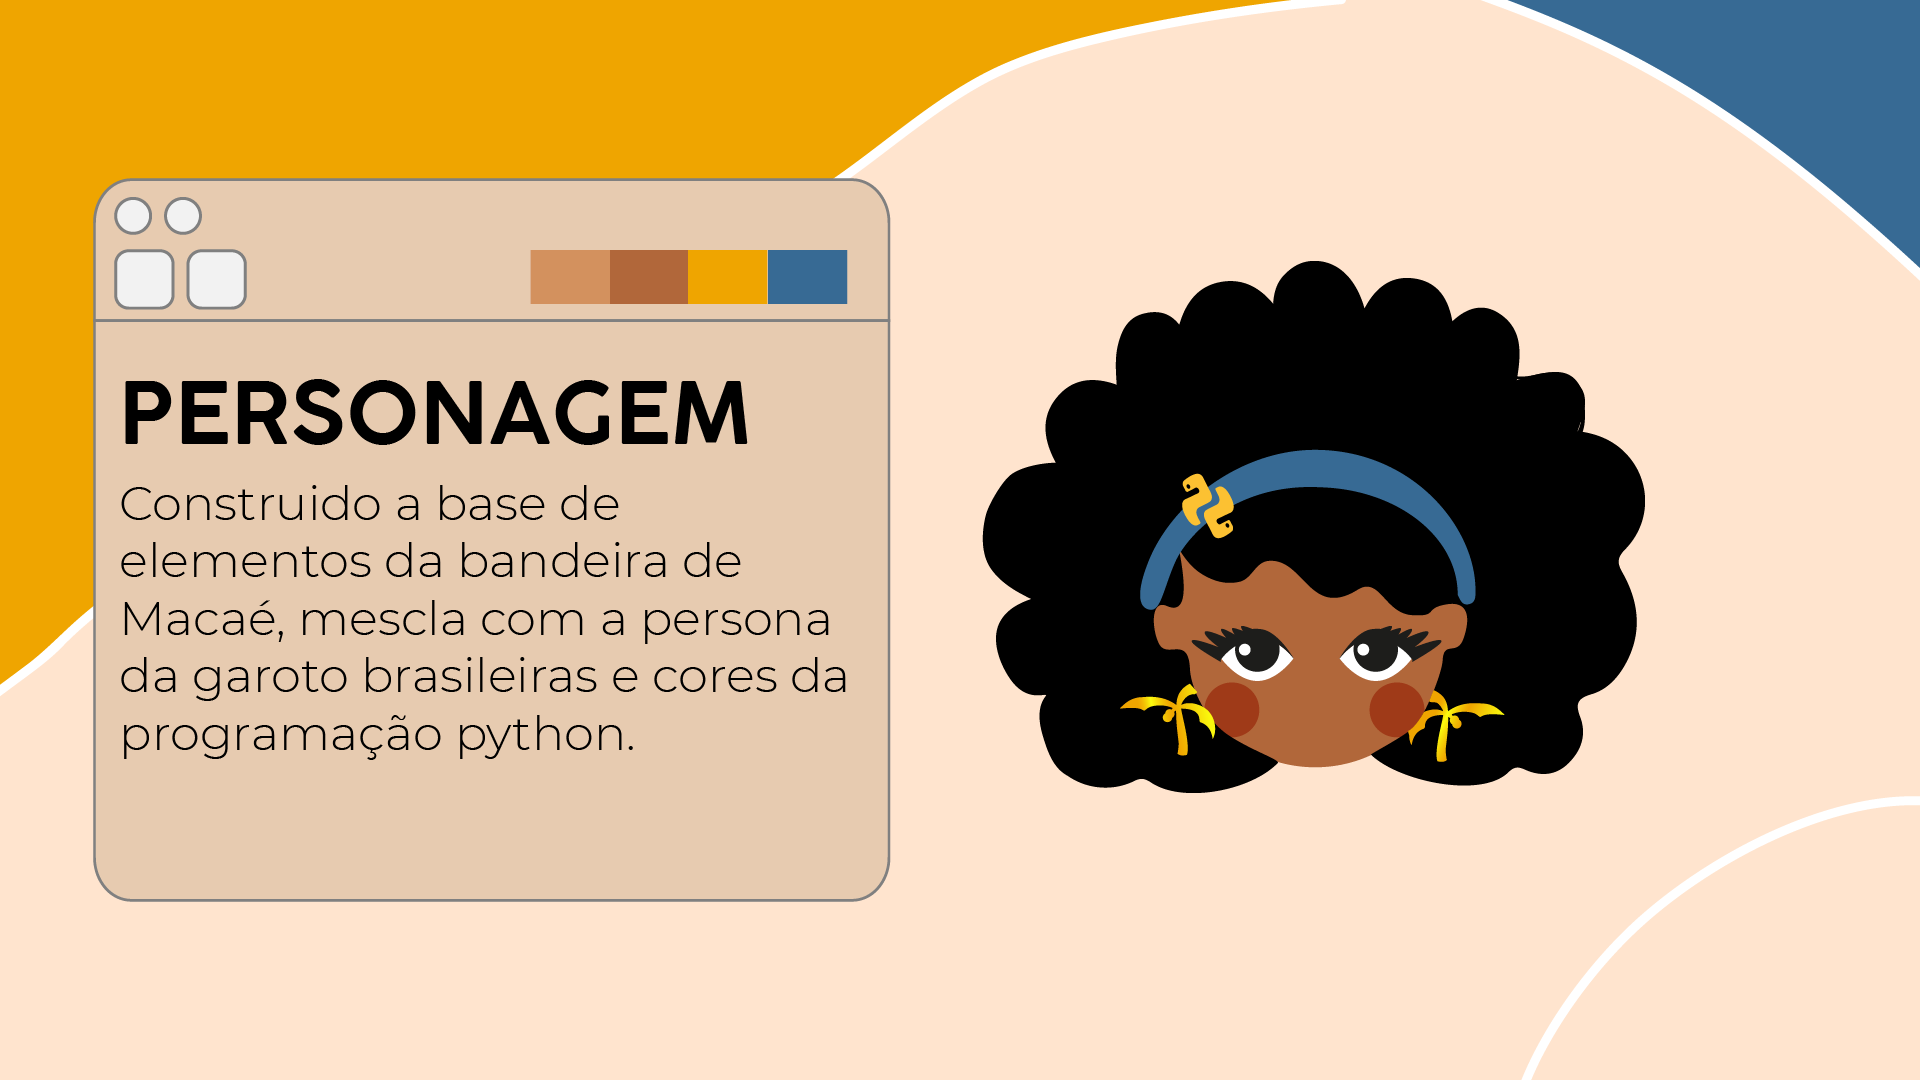 PERSONAGEM
Construido a base de
elementos da bandeira de
Macaé, mescla com a persona
da garoto brasileiras e cores da
programação python.